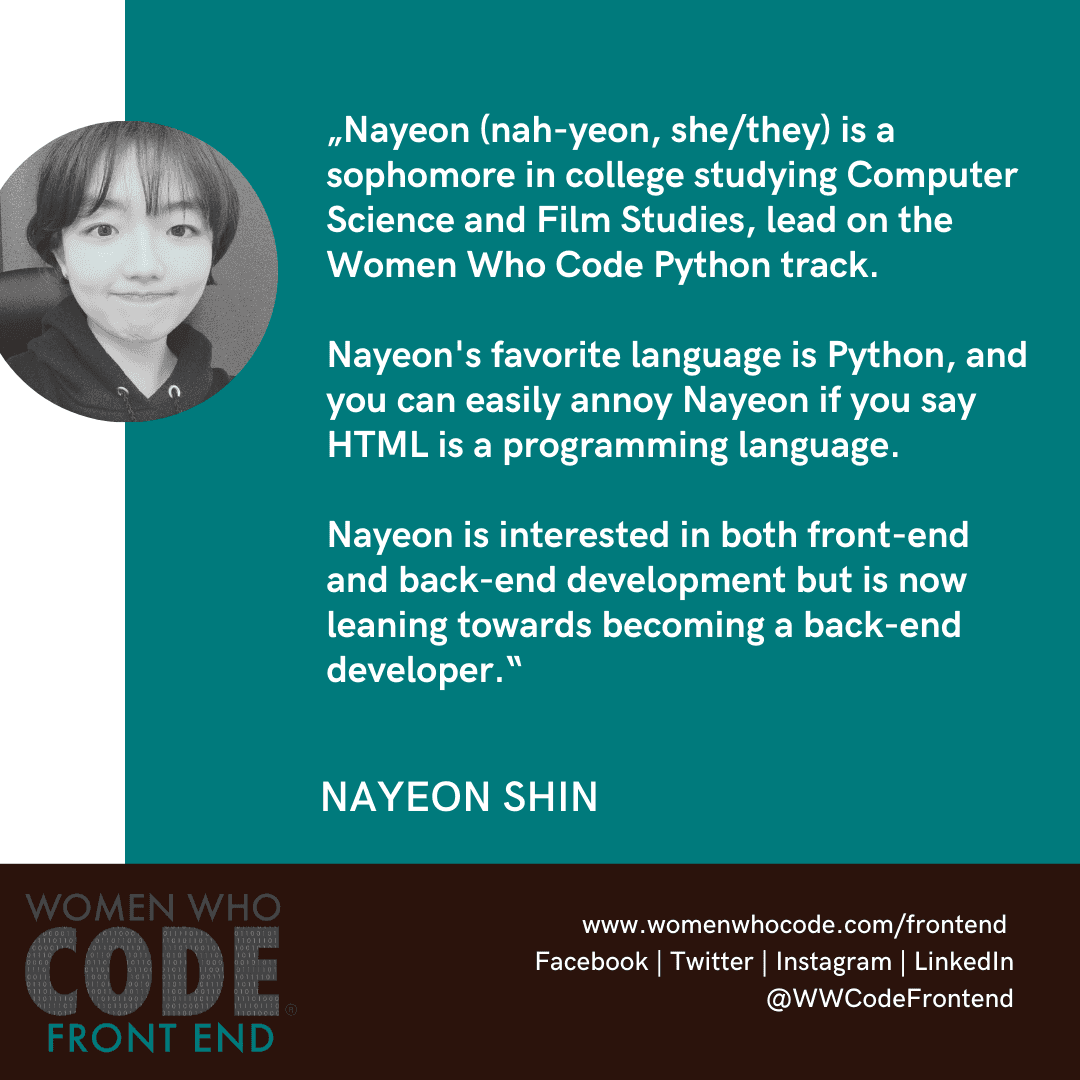 „Nayeon (nah-yeon, she/they) is a
sophomore in college studying Computer
Science and Film Studies, lead on the
Women Who Code Python track.
Nayeon's favorite language is Python, and
you can easily annoy Nayeon if you say
HTML is a programming language.
Nayeon is interested in both front-end
and back-end development but is now
leaning towards becoming a back-end
developer.‟
NAYEON SHIN
WOMEN WHO
CODE
®
FRONT END
www.womenwhocode.com/frontend
Facebook | Twitter | Instagram | LinkedIn
@WWCodeFrontend